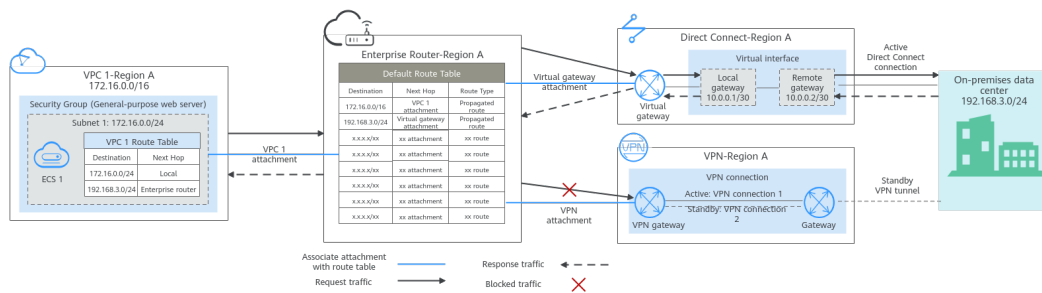 VPC 1-Region A
172.16.0.0/16
Security Group (General-purpose web server)
Subnet 1: 172.16.0.0/24
ECS 1
VPC 1 Route Table
Destination Next Hop
172.16.0.0/24 Local
192.168.3.0/24 Enterprise router
VPC 1
attachment
Enterprise Router-Region A
Default Route Table
Destination Next Hop Route Type
172.16.0.0/16 VPC 1 attachment Propagated route
192.168.3.0/24 Virtual gateway attachment Propagated route
x.x.x.x/xx xx attachment xx route
x.x.x.x/xx xx attachment xx route
x.x.x.x/xx xx attachment xx route
x.x.x.x/xx xx attachment xx route
x.x.x.x/xx xx attachment xx route
x.x.x.x/xx xx attachment xx route
Virtual gateway
attachment
VPN
attachment
Direct Connect-Region A
Virtual interface
Virtual
gateway
Local
gateway
10.0.0.1/30
Remote
gateway
10.0.0.2/30
Active
Direct Connect
connection
VPN
VPN-Region A
VPN connection
Active: VPN connection 1
Standby: VPN connection
2
VPN gateway
Gateway
Standby
VPN tunnel
On-premises data
center
192.168.3.0/24
Associate attachment
with route table
Request traffic
Response traffic
Blocked traffic